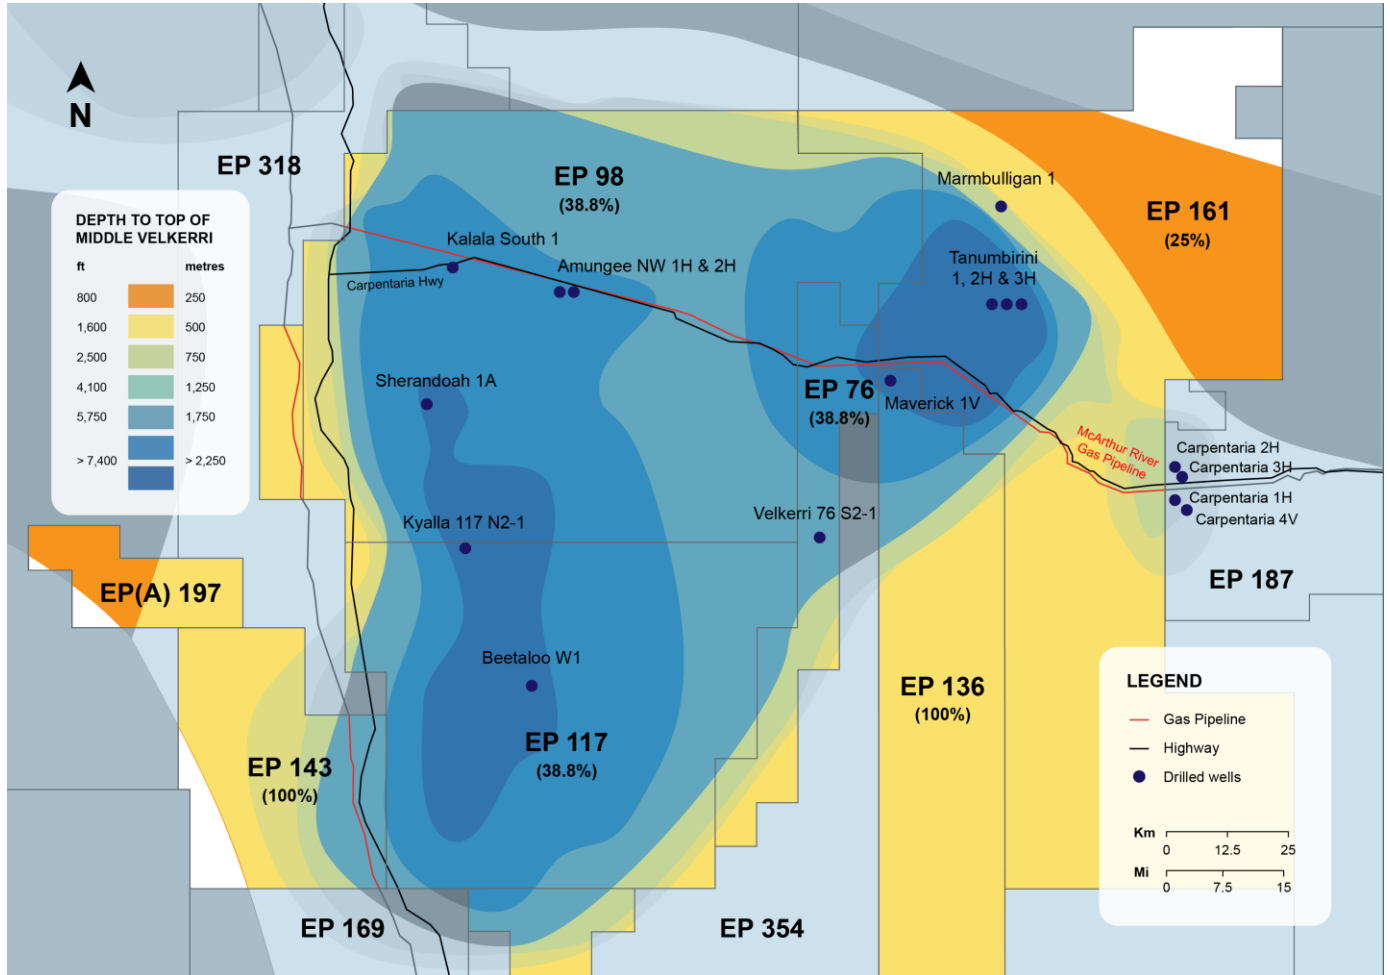 N
EP 318
EP 98
(38.8%)
Marmbulligan 1
EP 161
(25%)
DEPTH TO TOP OF
MIDDLE VELKERRI
ft metres
800 250
1,600 500
2,500 750
4,100 1,250
5,750 1,750
> 7,400 > 2,250
Kalala South 1
Amungee NW 1H & 2H
Carpentaria Hwy
Tanumbirini
1, 2H & 3H
Sherandoah 1A
EP 76
(38.8%)
Maverick 1V
McArthur River
Gas Pipeline
Carpentaria 2H
Carpentaria 3H
Carpentaria 1H
Carpentaria 4V
Kyalla 117 N2-1
Velkerri 76 S2-1
EP(A) 197
EP 187
Beetaloo W1
EP 136
(100%)
EP 117
(38.8%)
EP 143
(100%)
LEGEND
Gas Pipeline
Highway
Drilled wells
Km
0 12.5 25
Mi
0 7.5 15
EP 169
EP 354